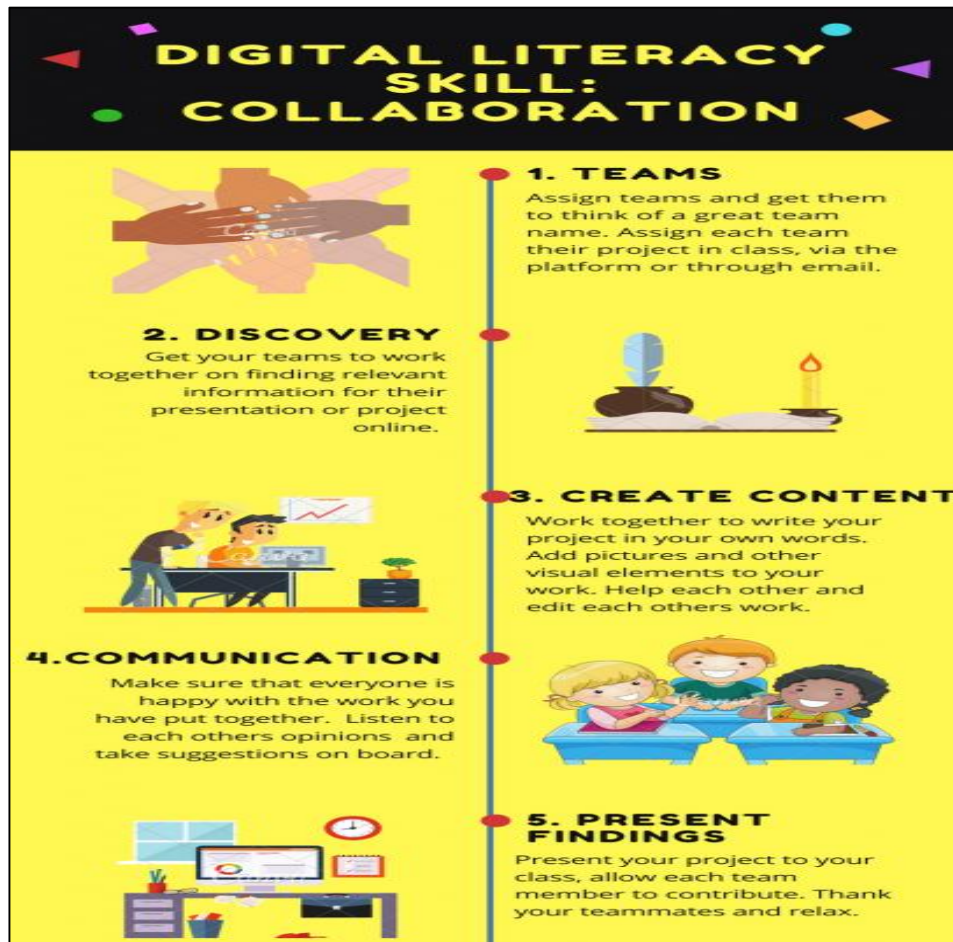 DIGITAL LITERACY
SKILL:
COLLABORATION
1. TEAMS
Assign teams and get them
to think of a great team
name. Assign each team
their project in class, via the
platform or through email.
2. DISCOVERY
Get your teams to work
together on finding relevant
information for their
presentation or project
online.
3. CREATE CONTENT
Work together to write your
project in your own words.
Add pictures and other
visual elements to your
work. Help each other and
edit each others work.
4.COMMUNICATION
Make sure that everyone is
happy with the work you
have put together. Listen to
each others opinions and
take suggestions on board.
5. PRESENT
FINDINGS
Present your project to your
class, allow each team
member to contribute. Thank
your teammates and relax.